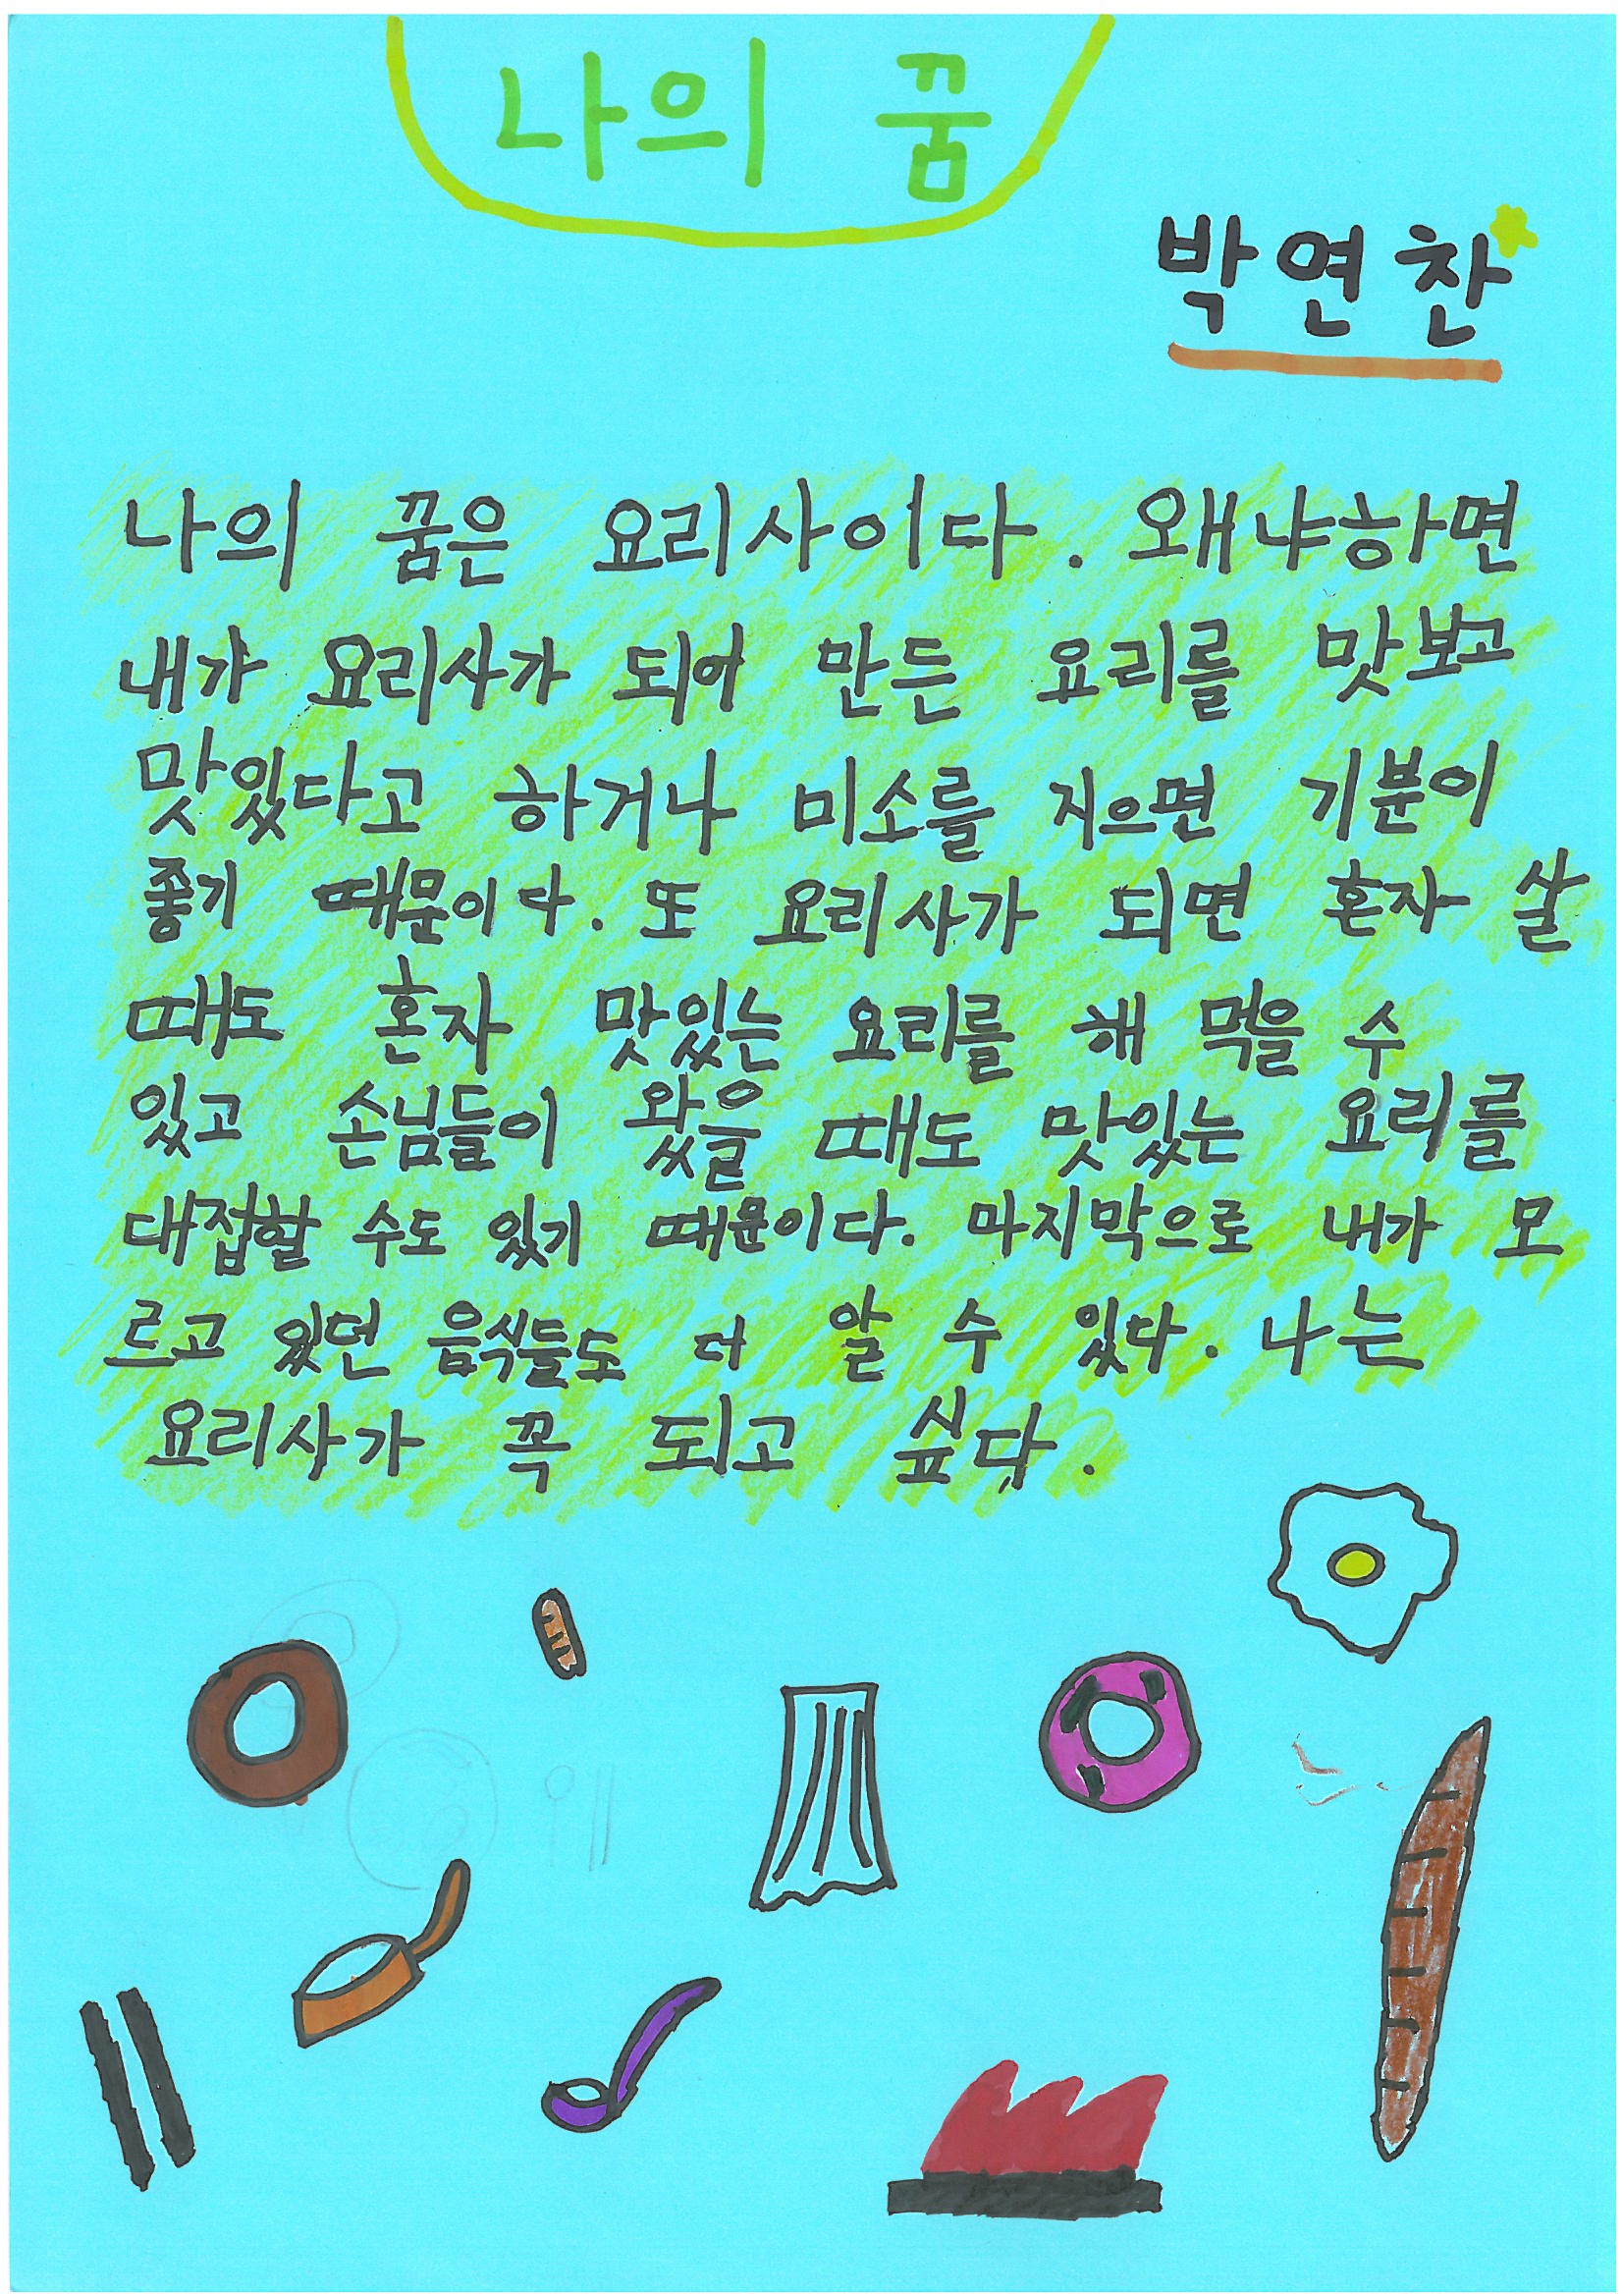 나의 꿈
박연찬
나의 꿈은 요리사이다. 왜냐하면
내가 요리사가 되어 만든 요리를 맛보고
맛있다고 하거나 미소를 지으면 기분이
좋기 때문이다. 또 요리사가 되면 혼자 살
때도 혼자 맛있는 요리를 해 먹을 수
있고 손님들이 왔을 때도 맛있는 요리를
대접할 수도 있기 때문이다. 마지막으로 내가 모
르고 있던 음식들도 더 알 수 있다. 나는
요리사가 꼭 되고 싶다.